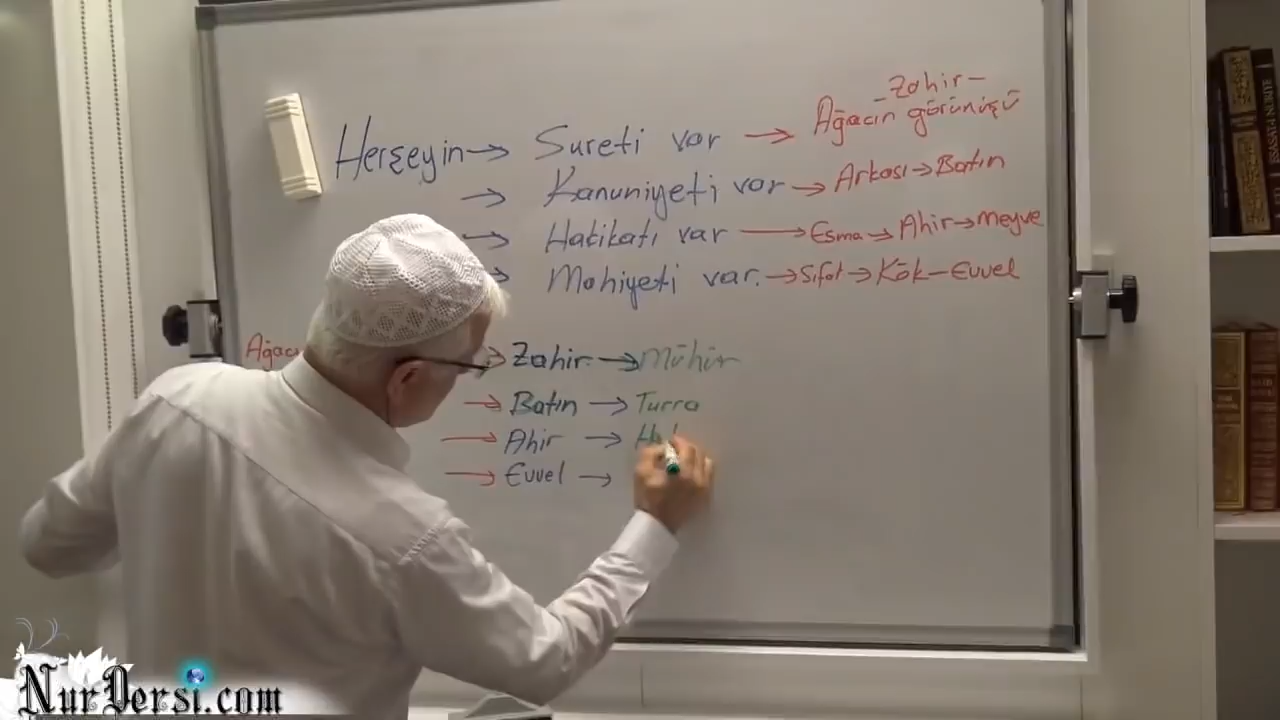 Zahir-
Herşeyin → Sureti var → Ağacın görünüşü
→ Kanuniyeti var → Arkası → Batın
→ Hakikatı var → Esma → Ahir → Meyve
Mahiyeti var. → Sıfat → Kök - Evvel
Zahir → Mühür
→ Batın → Turra
→ Ahir →
→ Evvel →
NurDersi.com